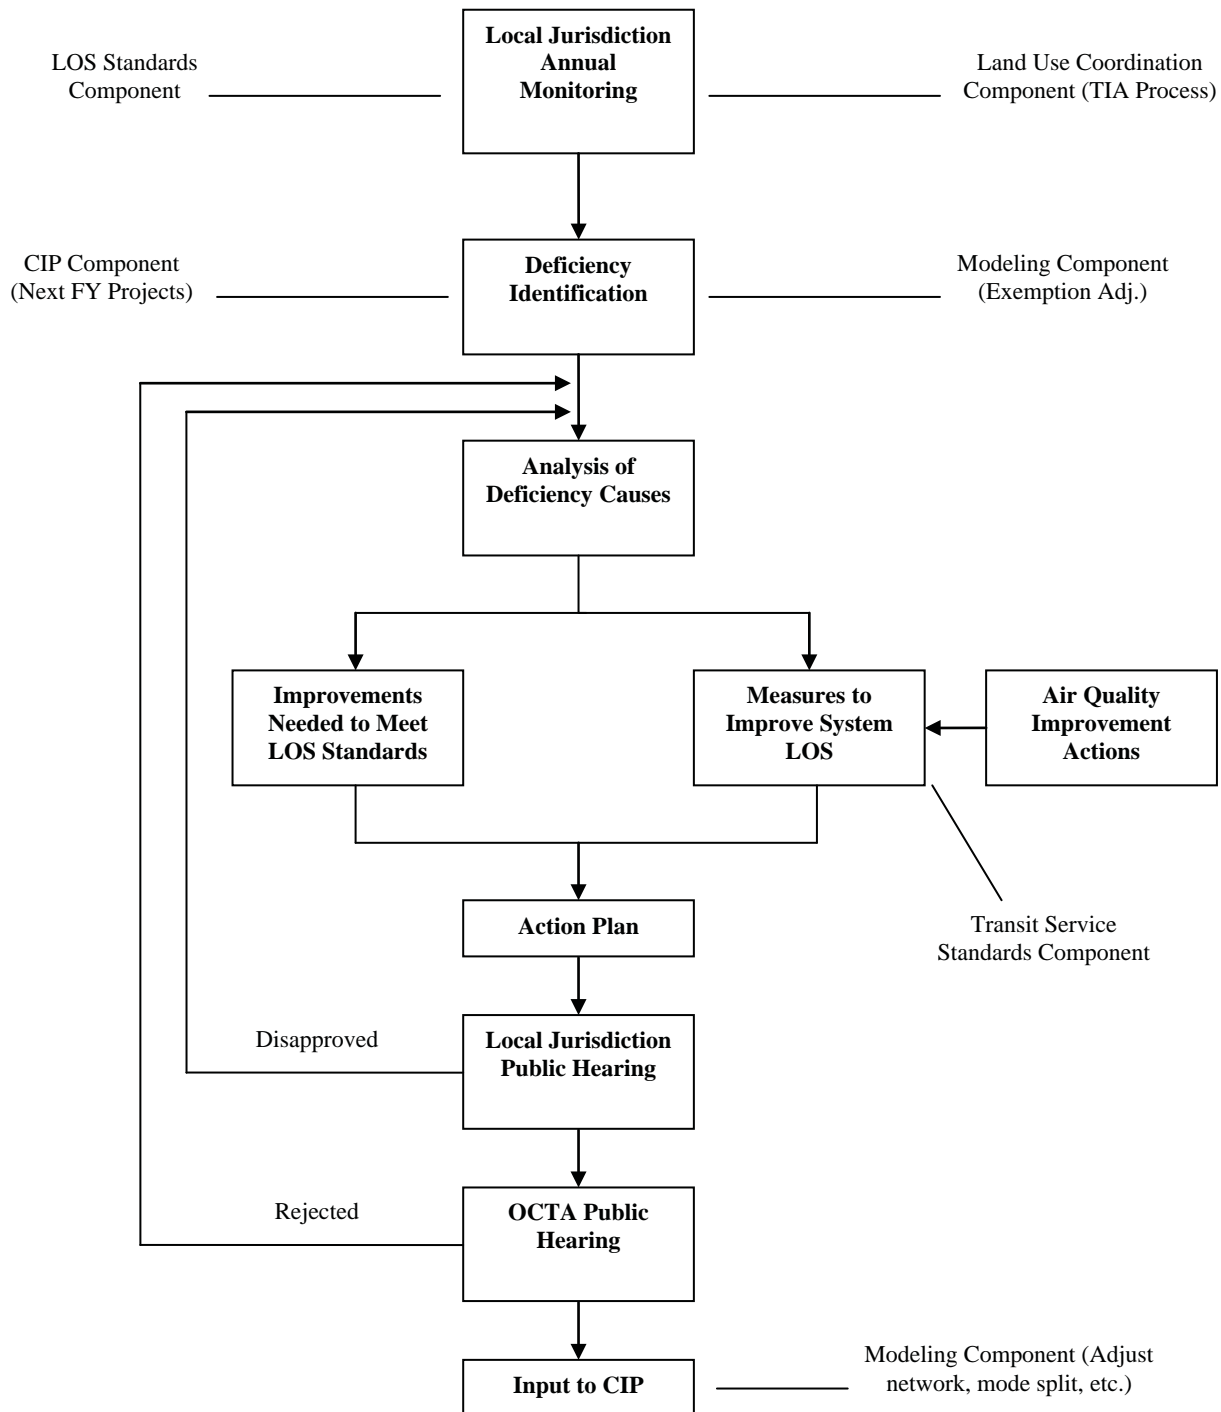 Local Jurisdiction
Annual
Monitoring
LOS Standards
Component
Land Use Coordination
Component (TIA Process)
CIP Component
(Next FY Projects)
Deficiency
Identification
Modeling Component
(Exemption Adj.)
Analysis of
Deficiency Causes
Improvements
Needed to Meet
LOS Standards
Measures to
Improve System
LOS
Air Quality
Improvement
Actions
Action Plan
Transit Service
Standards Component
Disapproved
Local Jurisdiction
Public Hearing
Rejected
OCTA Public
Hearing
Input to CIP
Modeling Component (Adjust
network, mode split, etc.)